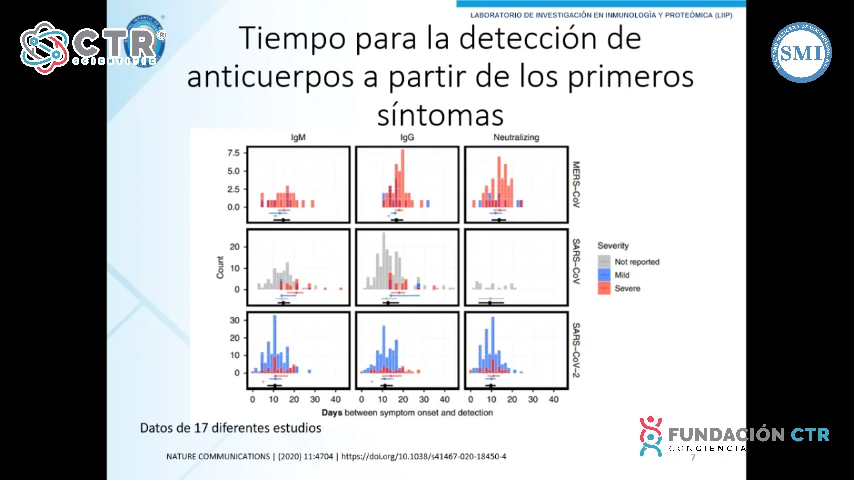 LABORATORIO DE INVESTIGACIÓN EN INMUNOLOGÍA Y PROTEÓMICA (LIIP)
CTR
SCIENTIFIC
SMI
Tiempo para la detección de
anticuerpos a partir de los primeros
síntomas
IgM IgG Neutralizing
7.5
5.0
2.5
0.0
MERS-CoV
20
10
0
SARS-CoV
Count
Severity
Not reported
Mild
Severe
30
20
10
0
SARS-CoV-2
0 10 20 30 40 0 10 20 30 40 0 10 20 30 40
Days between symptom onset and detection
Datos de 17 diferentes estudios
FUNDACIÓN CTR
CONCIENCIA
NATURE COMMUNICATIONS | (2020) 11:4704 | https://doi.org/10.1038/s41467-020-18450-4
7